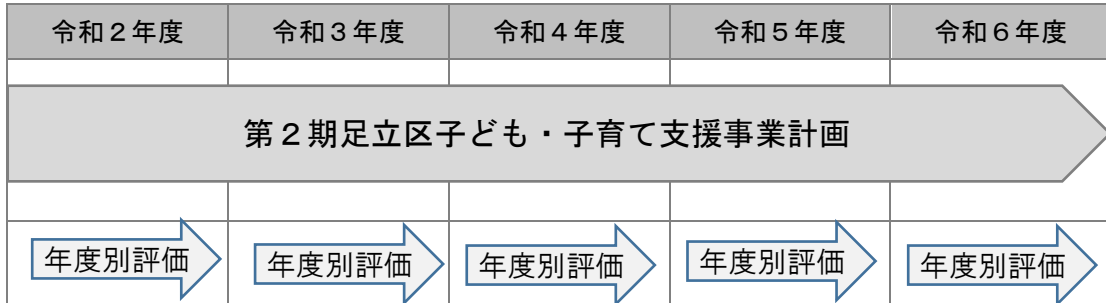 令和２年度 令和３年度 令和４年度 令和５年度 令和６年度
第２期足立区子ども・子育て支援事業計画
年度別評価 年度別評価 年度別評価 年度別評価 年度別評価